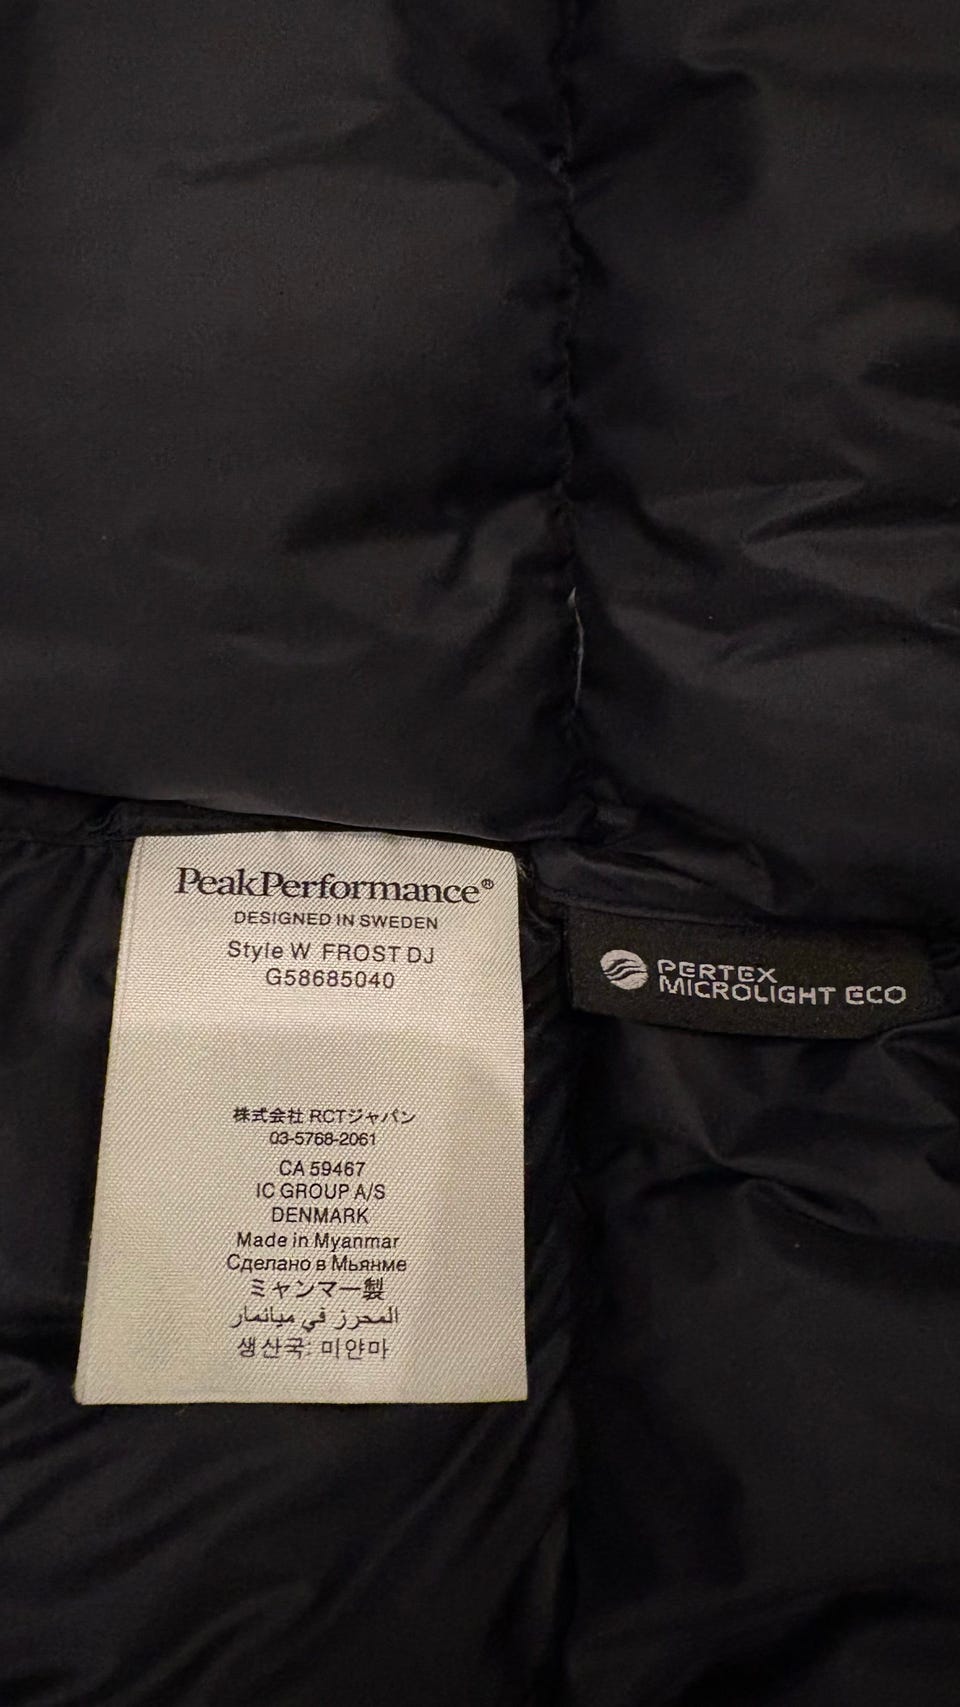 PeakPerformance®
DESIGNED IN SWEDEN
Style W FROST DJ
G58685040
株式会社 RCTジャパン
03-5768-2061
CA 59467
IC GROUP A/S
DENMARK
Made in Myanmar
Сделано в Мьянме
ミャンマー製
المحرز في ميانمار
생산국: 미얀마
PERTEX
MICROLIGHT ECO